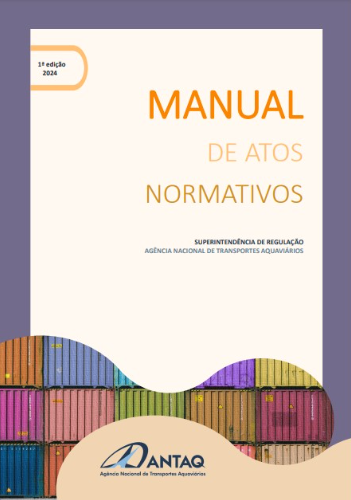 1ª edição
2024
MANUAL
DE ATOS
NORMATIVOS
SUPERINTENDÊNCIA DE REGULAÇÃO
AGÊNCIA NACIONAL DE TRANSPORTES AQUAVIÁRIOS
ANTAQ
Agência Nacional de Transportes Aquaviários